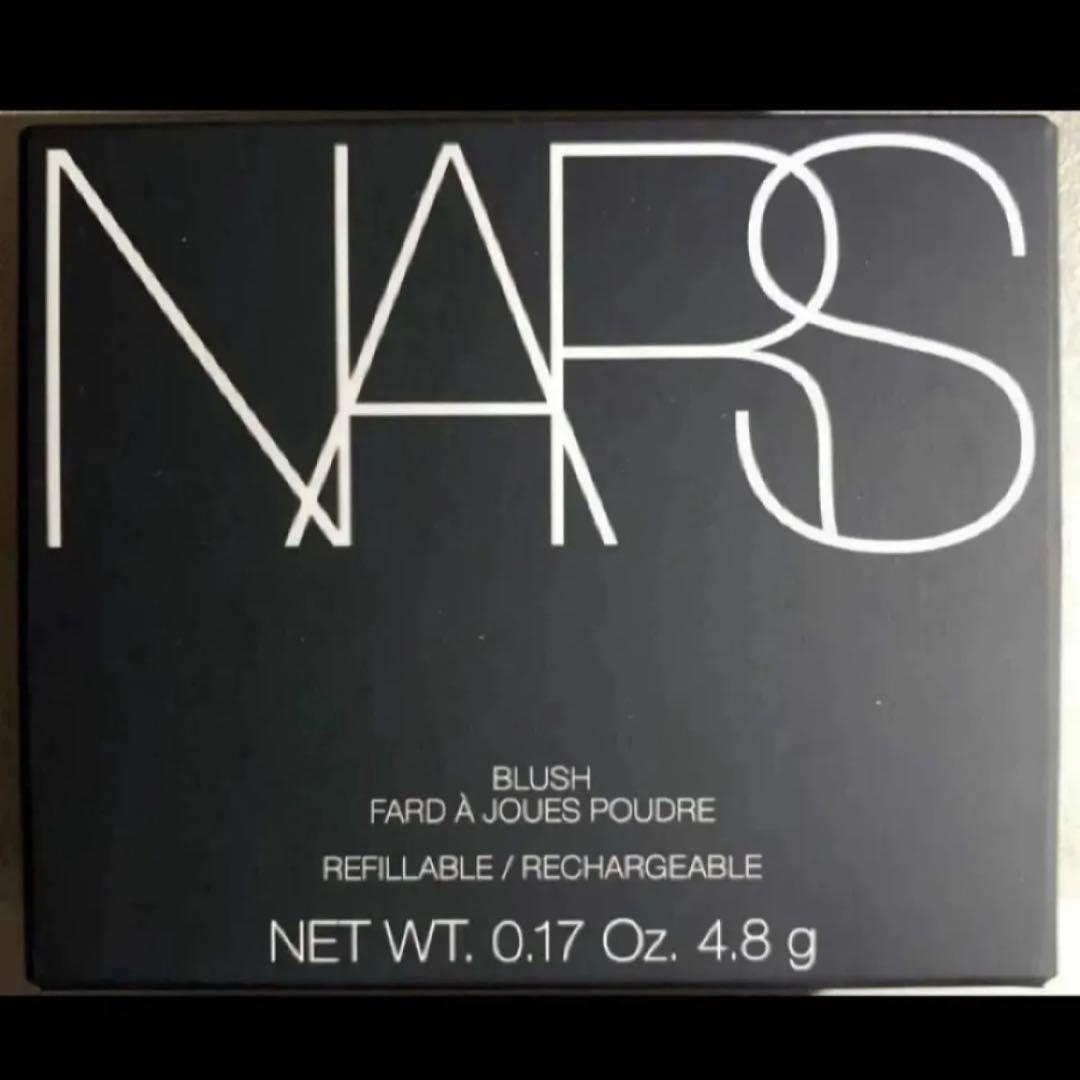 NARS
BLUSH
FARD À JOUES POUDRE
REFILLABLE / RECHARGEABLE
NET WT. 0.17 Oz. 4.8 g